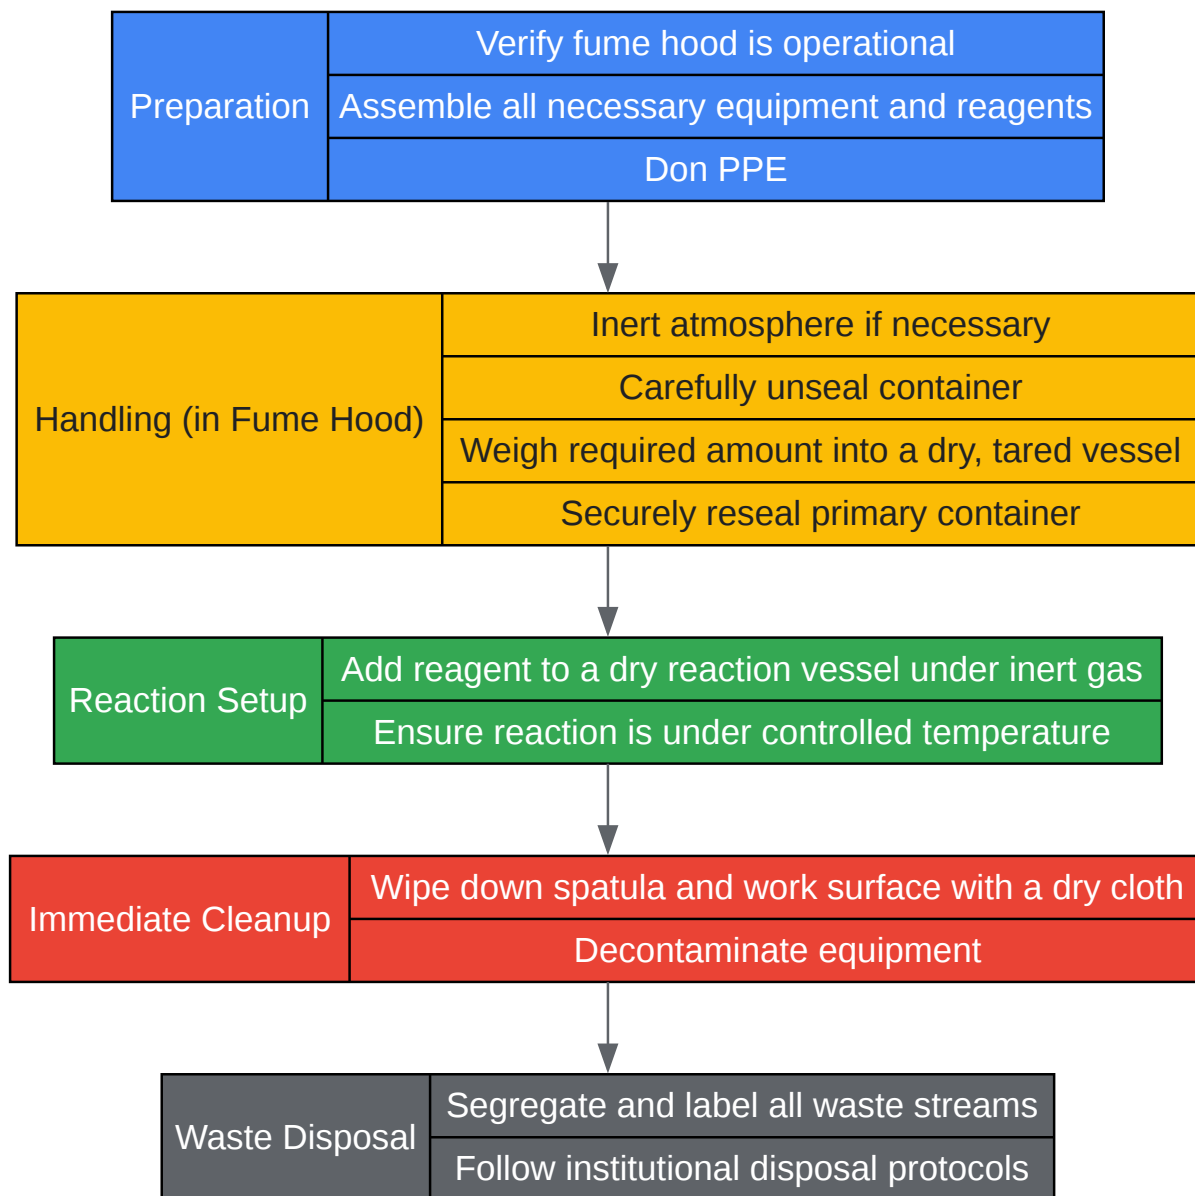 Preparation
Verify fume hood is operational
Assemble all necessary equipment and reagents
Don PPE
Handling (in Fume Hood)
Inert atmosphere if necessary
Carefully unseal container
Weigh required amount into a dry, tared vessel
Securely reseal primary container
Reaction Setup
Add reagent to a dry reaction vessel under inert gas
Ensure reaction is under controlled temperature
Immediate Cleanup
Wipe down spatula and work surface with a dry cloth
Decontaminate equipment
Waste Disposal
Segregate and label all waste streams
Follow institutional disposal protocols